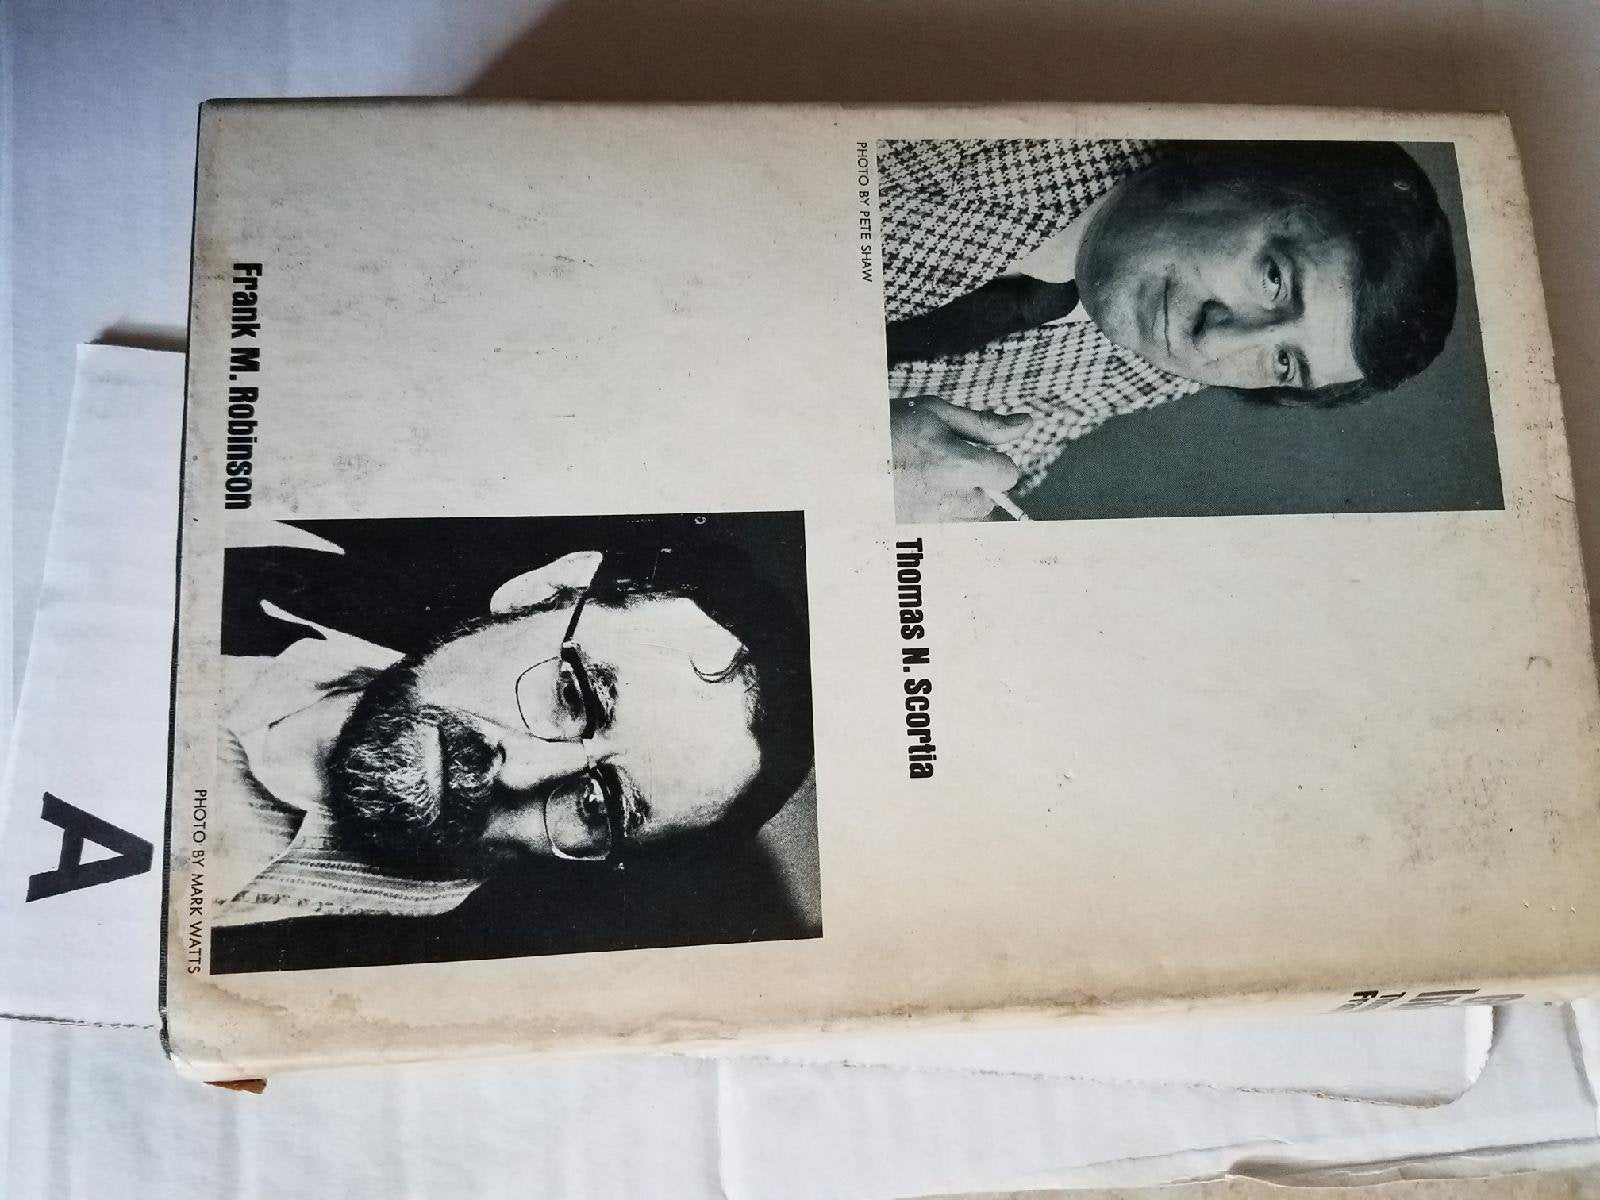 PHOTO BY PETE SHAW
Thomas N. Scortia
Frank M. Robinson
PHOTO BY MARK WATTS
A